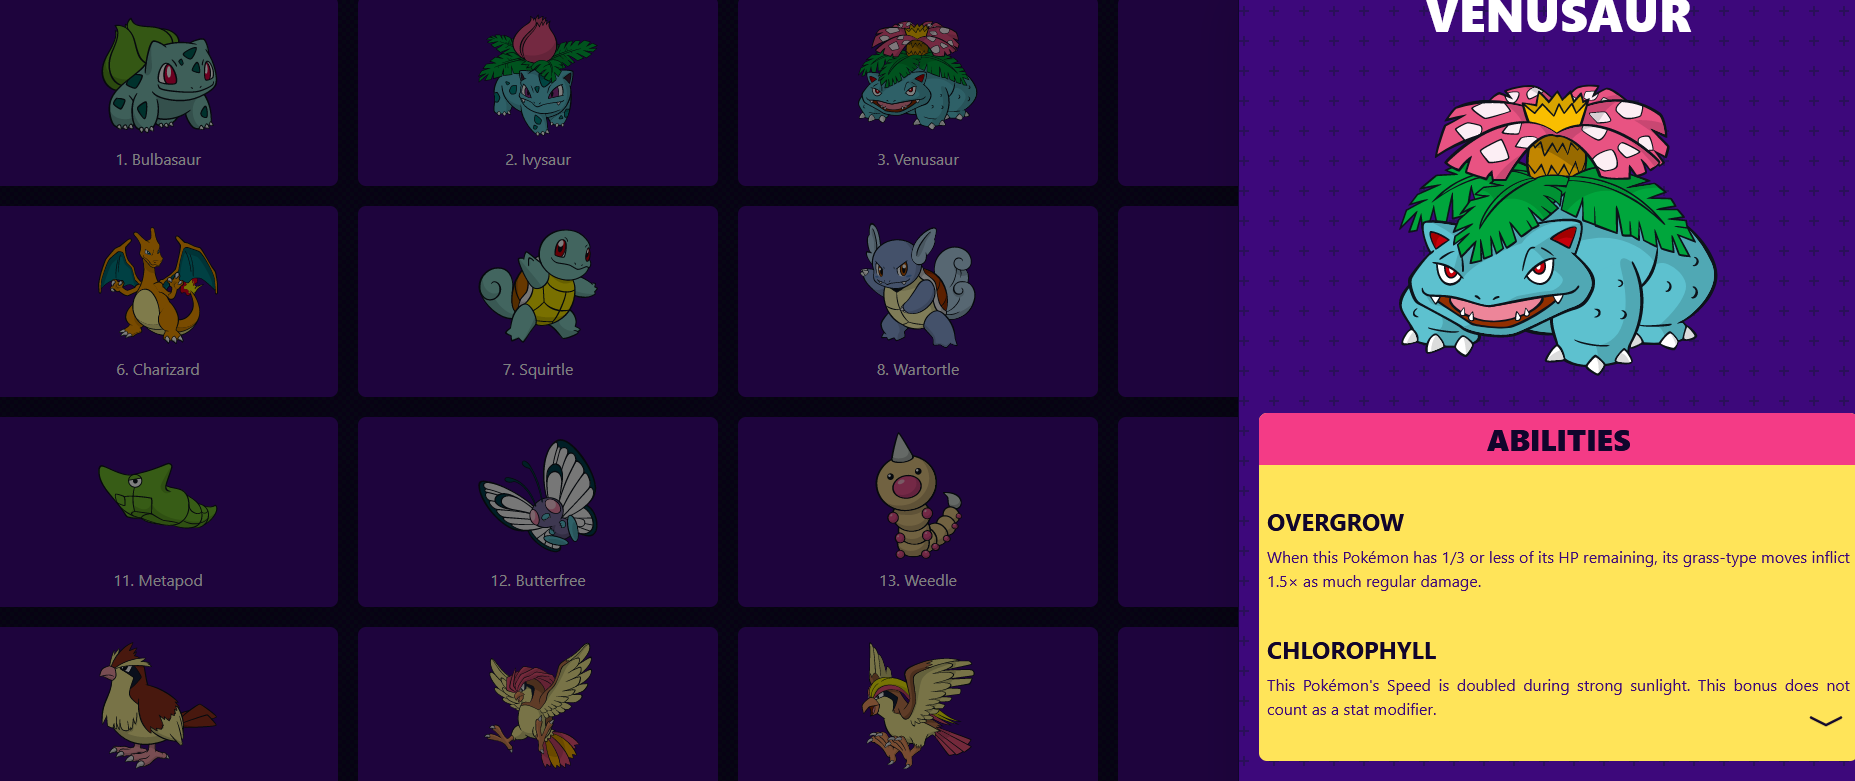 1. Bulbasaur
2. Ivysaur
3. Venusaur
6. Charizard
7. Squirtle
8. Wartortle
11. Metapod
12. Butterfree
13. Weedle
VENUSAUR
ABILITIES
OVERGROW
When this Pokémon has 1/3 or less of its HP remaining, its grass-type moves inflict
1.5× as much regular damage.
CHLOROPHYLL
This Pokémon's Speed is doubled during strong sunlight. This bonus does not
count as a stat modifier.